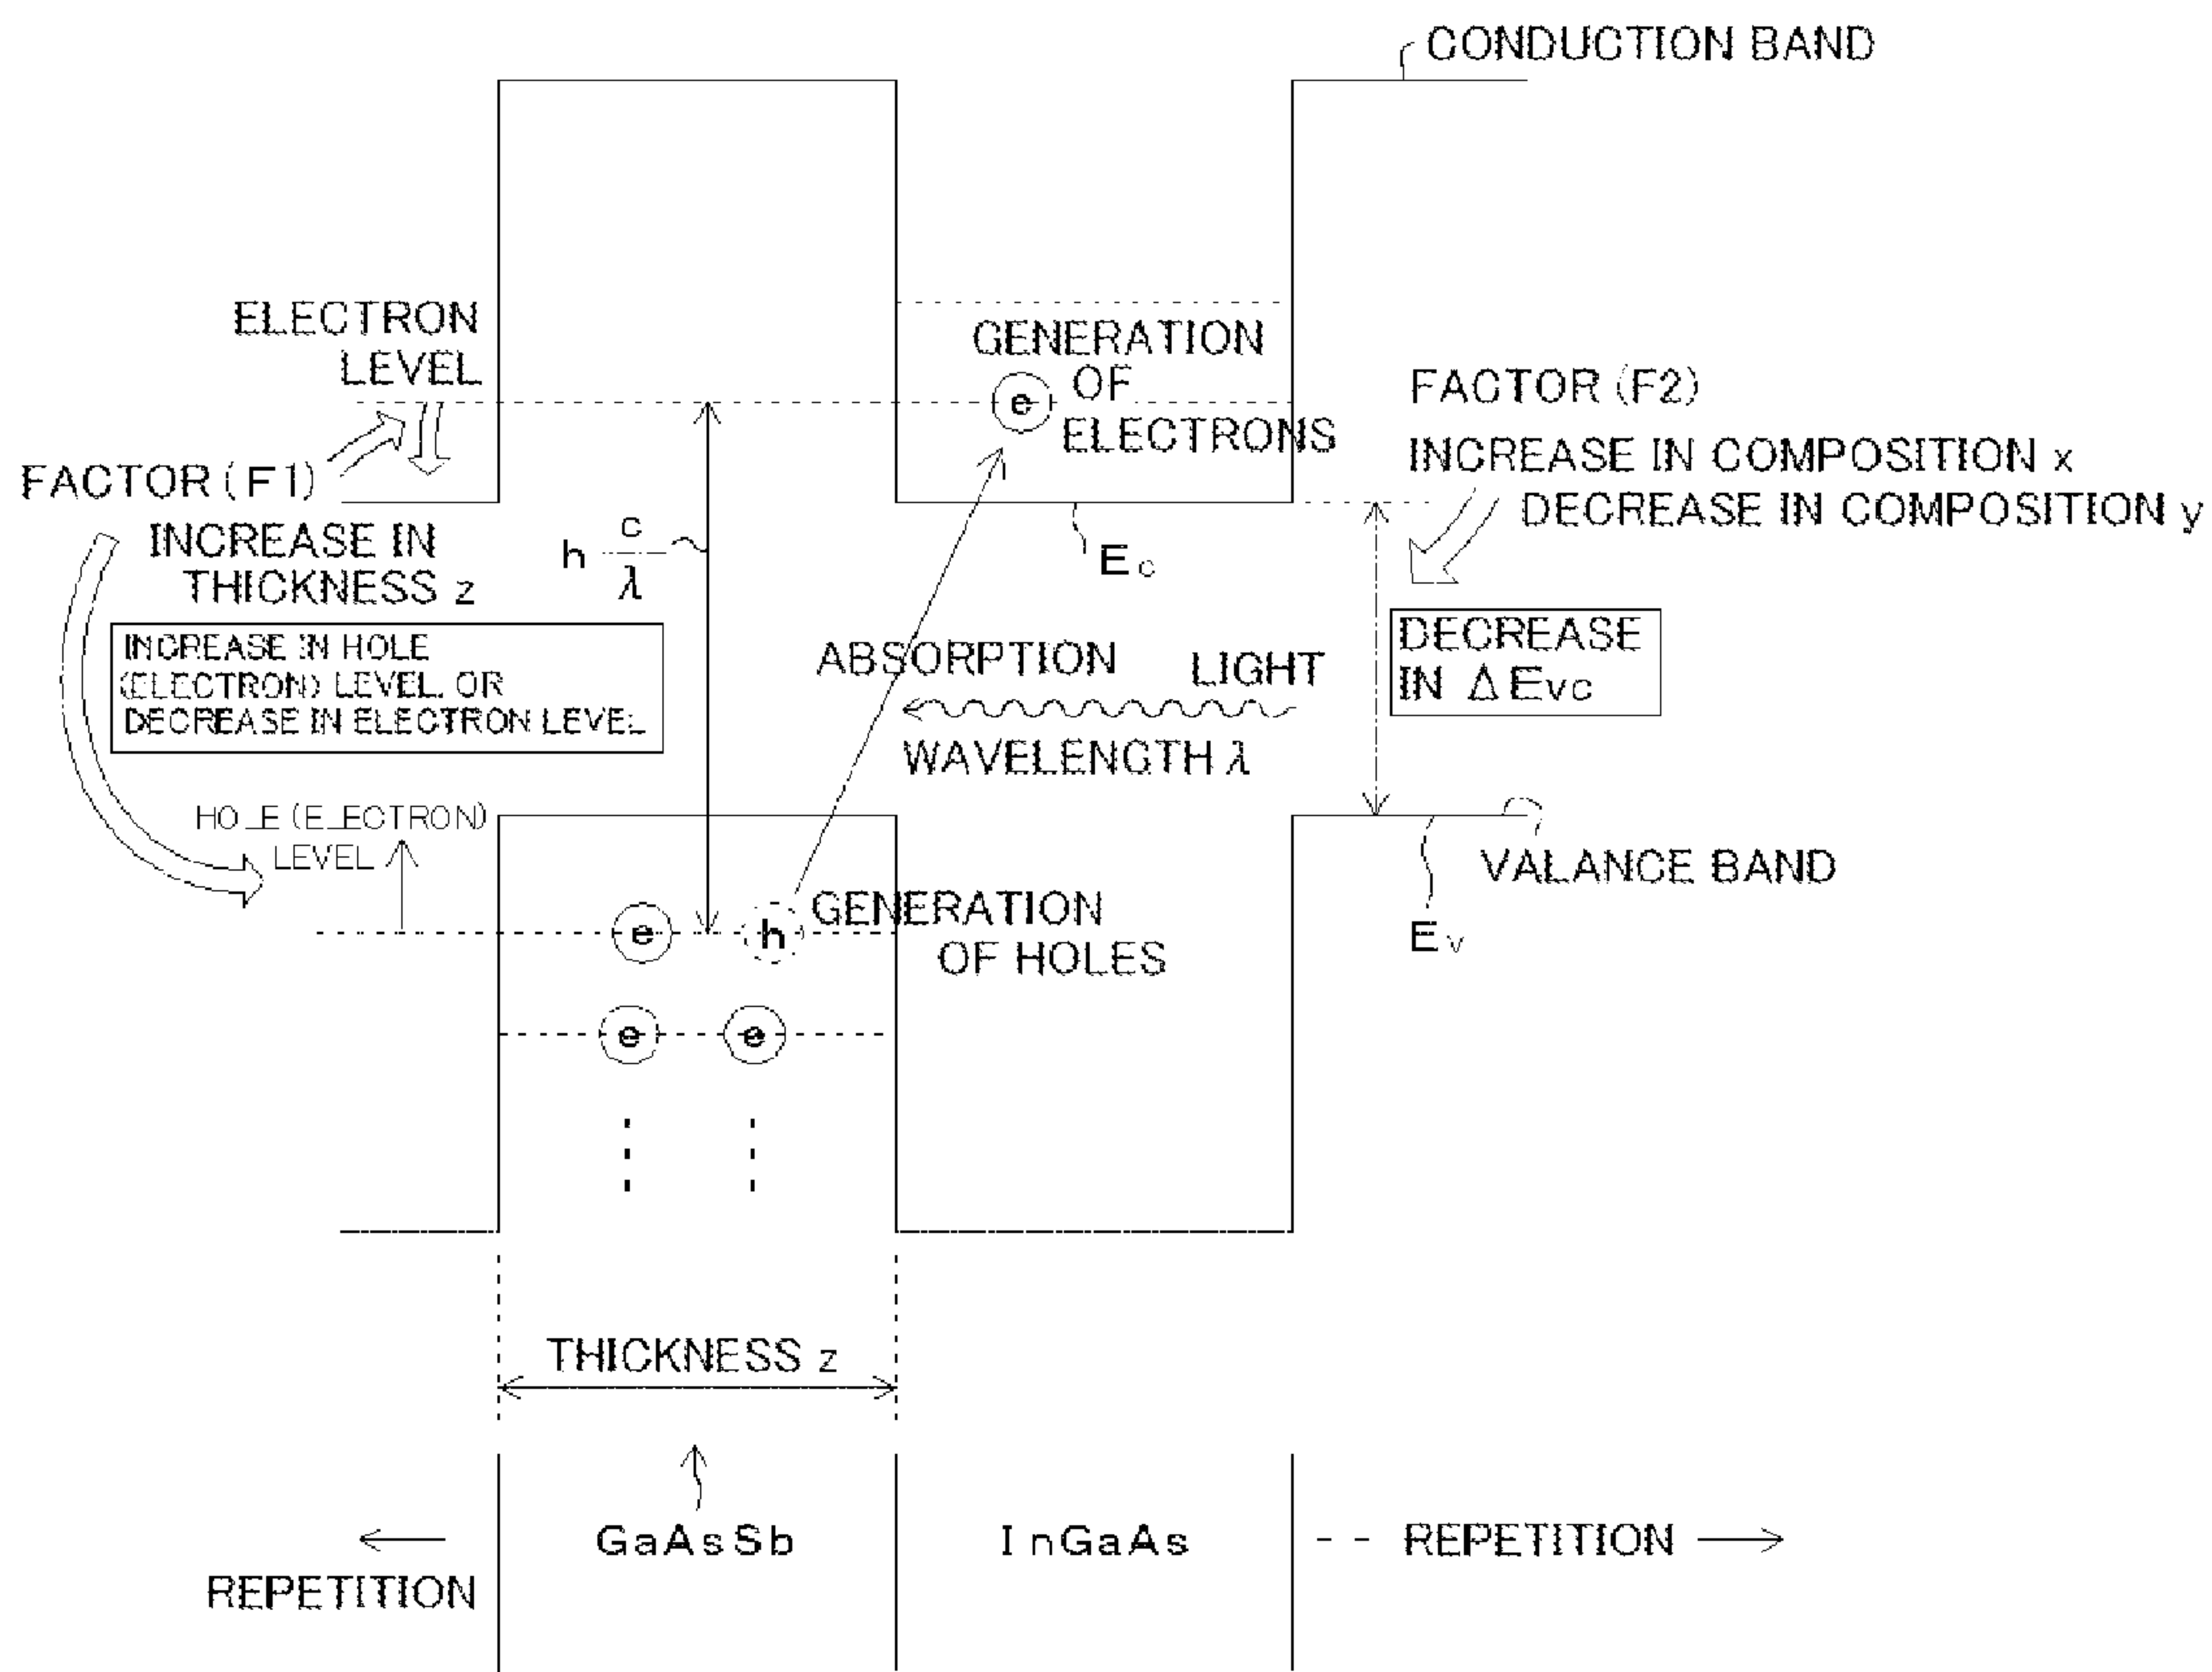 CONDUCTION BAND
ELECTRON
LEVEL
GENERATION
OF
e
ELECTRONS
FACTOR (F2)
INCREASE IN COMPOSITION x
DECREASE IN COMPOSITION y
FACTOR (F1)
INCREASE IN
THICKNESS z
h c/λ
Ec
INCREASE IN HOLE
(ELECTRON) LEVEL, OR
DECREASE IN ELECTRON LEVEL
ABSORPTION
LIGHT
WAVELENGTH λ
DECREASE
IN ΔEvc
HOLE (ELECTRON)
LEVEL
VALANCE BAND
Ev
e h
GENERATION
OF HOLES
e e
THICKNESS z
GaAsSb
InGaAs
REPETITION
REPETITION